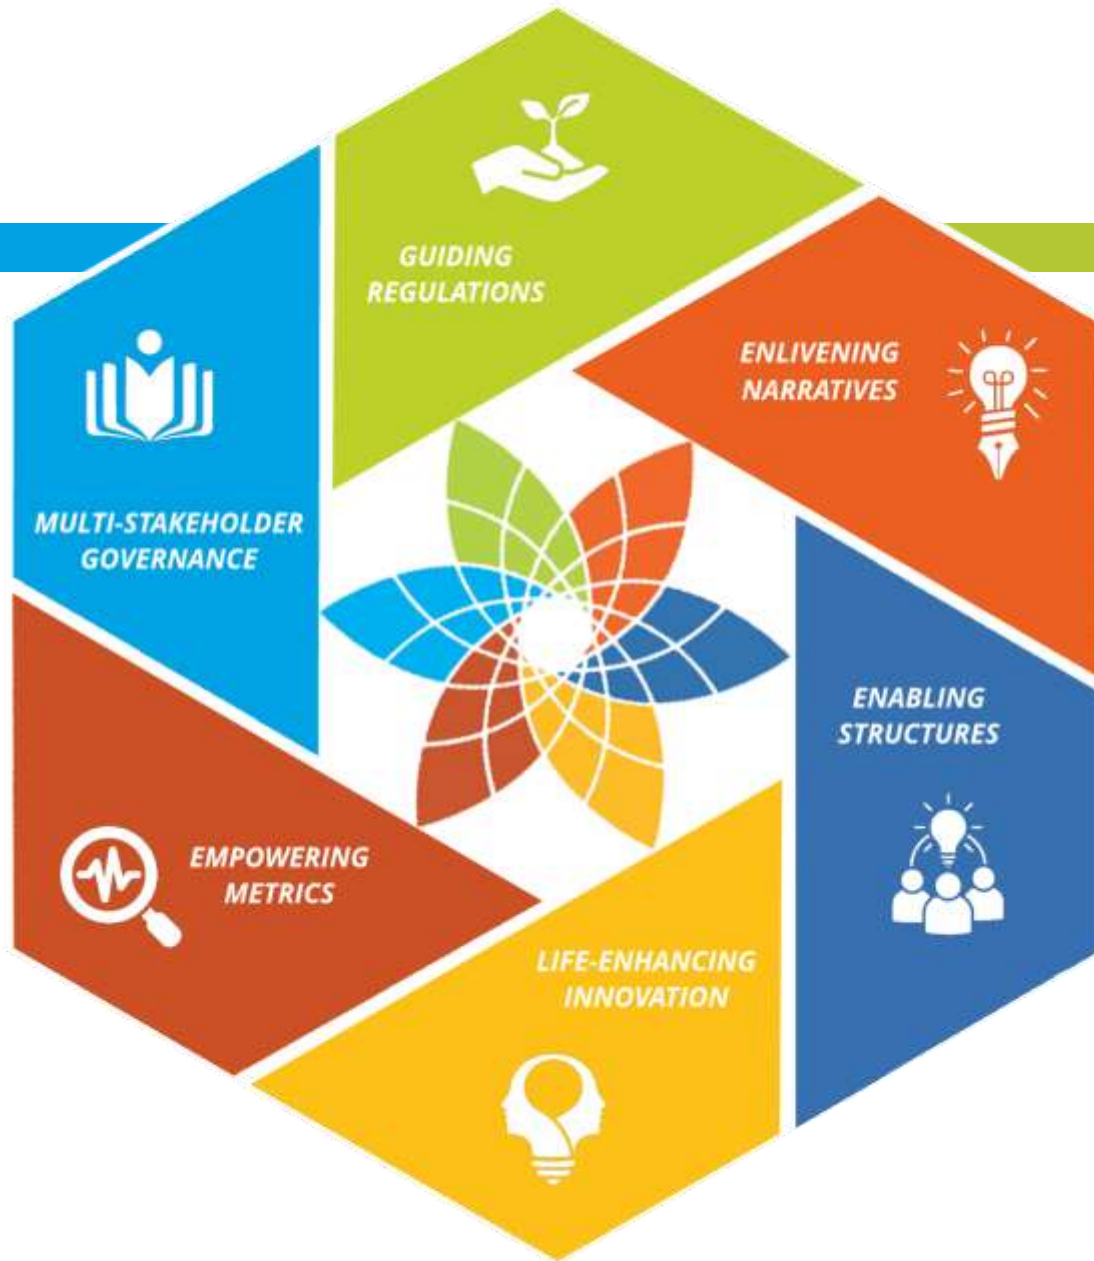 GUIDING
REGULATIONS
ENLIVENING
NARRATIVES
MULTI-STAKEHOLDER
GOVERNANCE
ENABLING
STRUCTURES
EMPOWERING
METRICS
LIFE-ENHANCING
INNOVATION